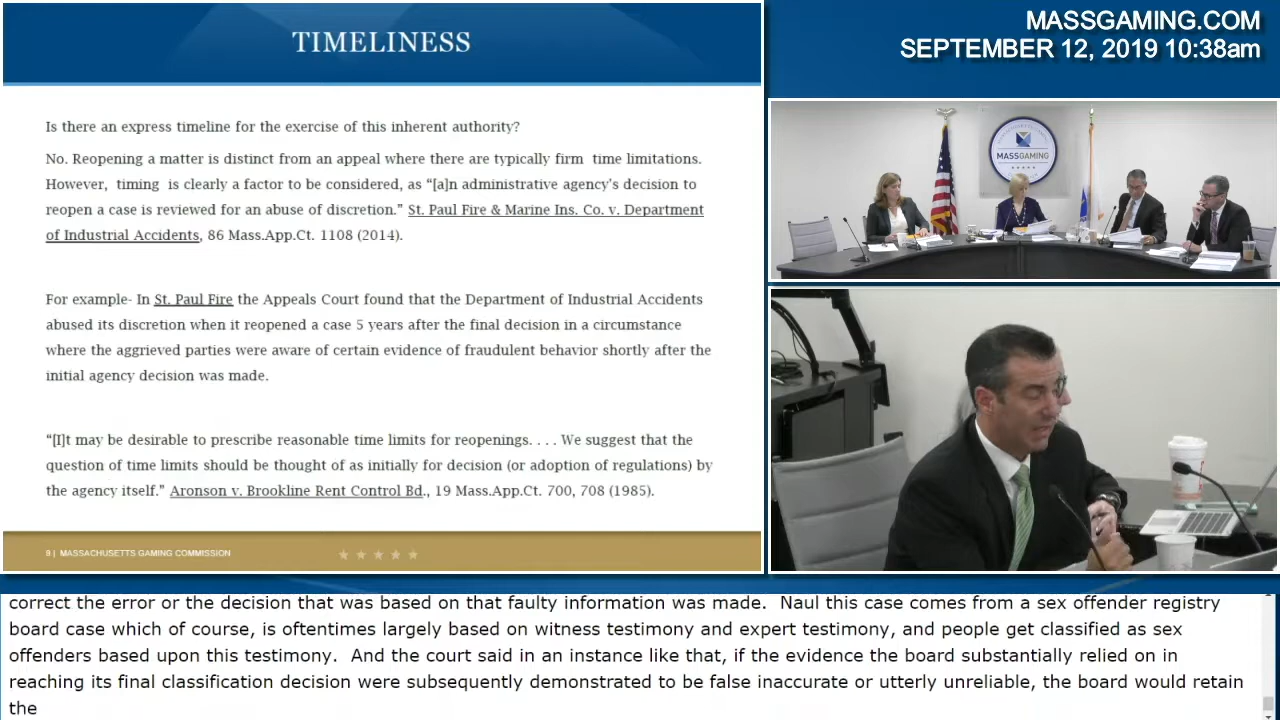 TIMELINESS
Is there an express timeline for the exercise of this inherent authority?
No. Reopening a matter is distinct from an appeal where there are typically firm time limitations.
However, timing is clearly a factor to be considered, as “[a]n administrative agency’s decision to
reopen a case is reviewed for an abuse of discretion.” St. Paul Fire & Marine Ins. Co. v. Department
of Industrial Accidents, 86 Mass.App.Ct. 1108 (2014).
For example- In St. Paul Fire the Appeals Court found that the Department of Industrial Accidents
abused its discretion when it reopened a case 5 years after the final decision in a circumstance
where the aggrieved parties were aware of certain evidence of fraudulent behavior shortly after the
initial agency decision was made.
“[I]t may be desirable to prescribe reasonable time limits for reopenings. . . . We suggest that the
question of time limits should be thought of as initially for decision (or adoption of regulations) by
the agency itself.” Aronson v. Brookline Rent Control Bd., 19 Mass.App.Ct. 700, 708 (1985).
8 | MASSACHUSETTS GAMING COMMISSION
MASSGAMING.COM
SEPTEMBER 12, 2019 10:38am
MASSGAMING
correct the error or the decision that was based on that faulty information was made. Naul this case comes from a sex offender registry
board case which of course, is oftentimes largely based on witness testimony and expert testimony, and people get classified as sex
offenders based upon this testimony. And the court said in an instance like that, if the evidence the board substantially relied on in
reaching its final classification decision were subsequently demonstrated to be false inaccurate or utterly unreliable, the board would retain
the